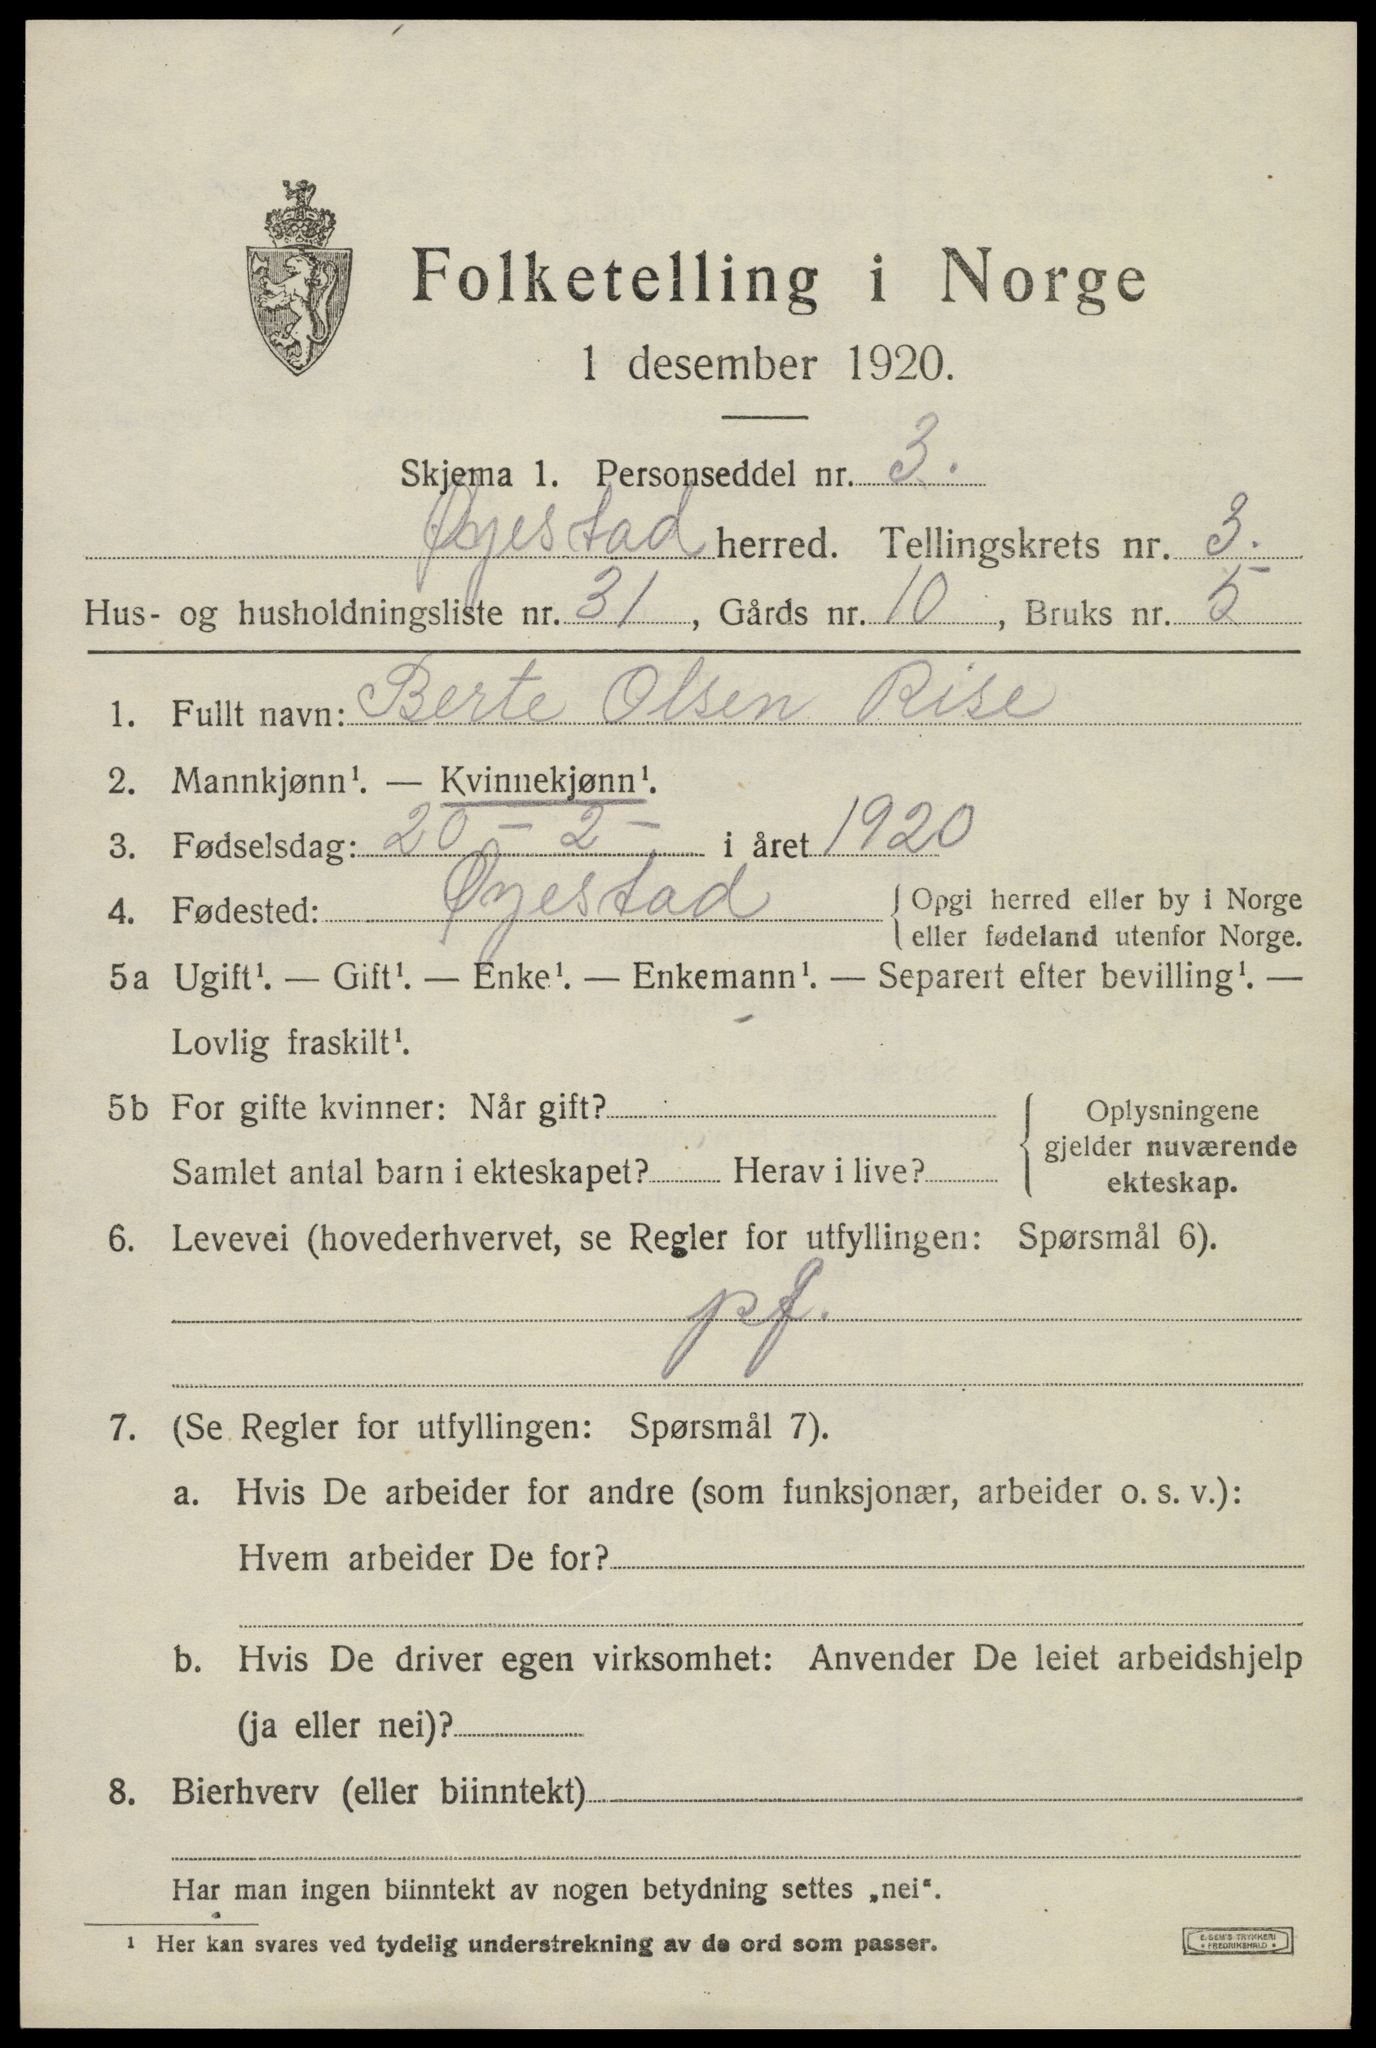 Folketelling i Norge
1 desember 1920.
Skjema 1. Personseddel nr. 3.
Øyestad herred. Tellingskrets nr. 3.
Hus- og husholdningsliste nr. 31, Gårds nr. 10, Bruks nr. 5
1. Fullt navn: Berte Olsen Rise
2. Mannkjønn¹. — Kvinnekjønn¹.
3. Fødselsdag: 20 - 2 - i året 1920
4. Fødested: Øyestad { Opgi herred eller by i Norge
eller fødeland utenfor Norge.
5a Ugift¹. — Gift¹. — Enke¹. — Enkemann¹. — Separert efter bevilling¹. —
Lovlig fraskilt¹.
5b For gifte kvinner: Når gift? { Oplysningene
gjelder nuværende
Samlet antal barn i ekteskapet? Herav i live? ekteskap.
6. Levevei (hovederhvervet, se Regler for utfyllingen: Spørsmål 6).
pf.
7. (Se Regler for utfyllingen: Spørsmål 7).
a. Hvis De arbeider for andre (som funksjonær, arbeider o. s. v.):
Hvem arbeider De for?
b. Hvis De driver egen virksomhet: Anvender De leiet arbeidshjelp
(ja eller nei)?
8. Bierhverv (eller biinntekt)
Har man ingen biinntekt av nogen betydning settes „nei“.
¹ Her kan svares ved tydelig understrekning av de ord som passer.
E. SEM'S TRYKKERI
* FREDRIKSHALD *